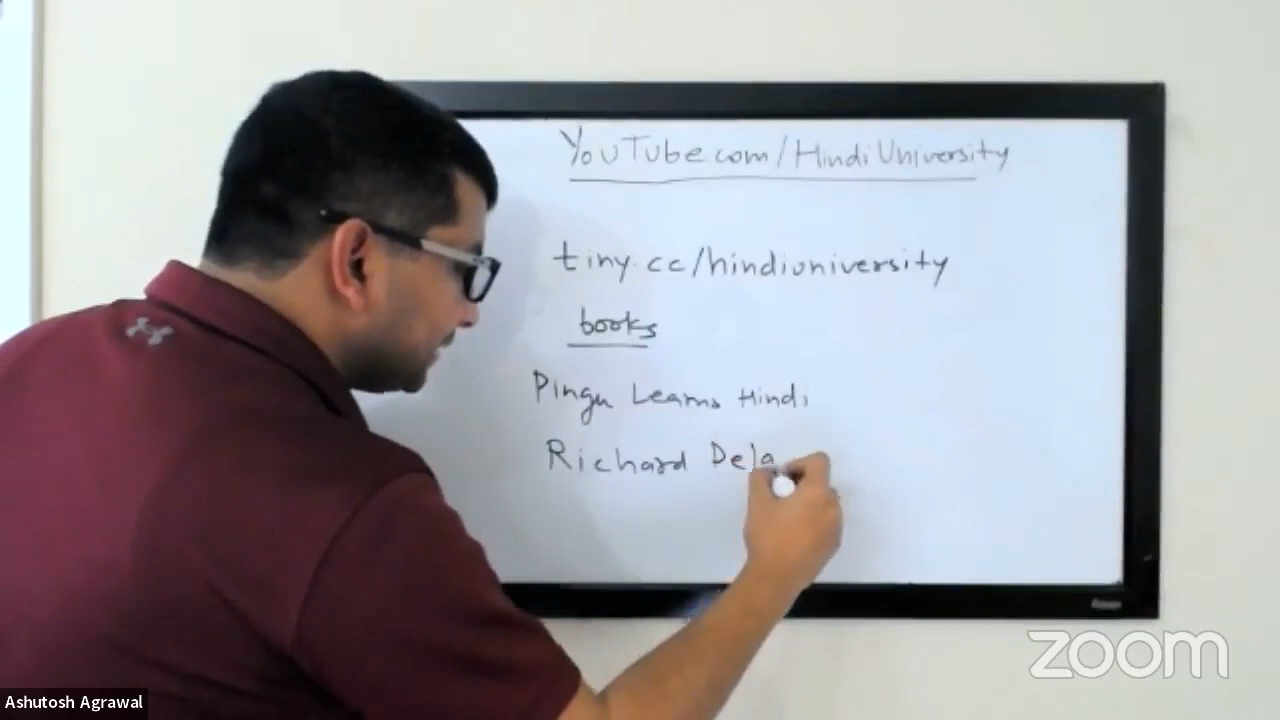 YouTube.com/HindiUniversity
tiny.cc/hindiuniversity
books
Pingu Learns Hindi
Richard Dela
zoom
Ashutosh Agrawal